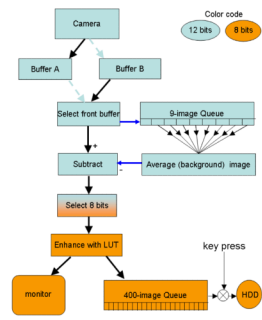 Camera
Color code
12 bits
8 bits
Buffer A
Buffer B
Select front buffer
9-image Queue
+
Subtract
-
Average (background) image
Select 8 bits
Enhance with LUT
key press
monitor
400-image Queue
HDD